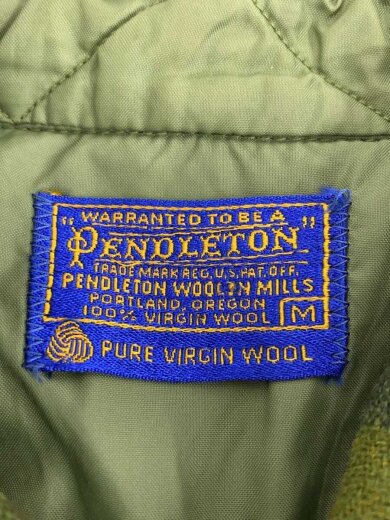 "WARRANTED TO BE A
PENDLETON"
TRADE MARK REG. U.S. PAT. OFF.
PENDLETON WOOLEN MILLS
PORTLAND, OREGON
100% VIRGIN WOOL M
PURE VIRGIN WOOL